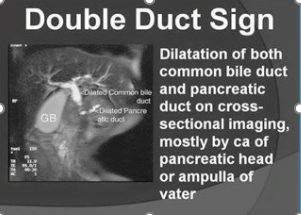 Double Duct Sign
Dilatation of both
common bile duct
and pancreatic
duct on cross-
sectional imaging,
mostly by ca of
pancreatic head
or ampulla of
vater
Dilated Common bile
duct
Dilated Pancre
atic duct
GB